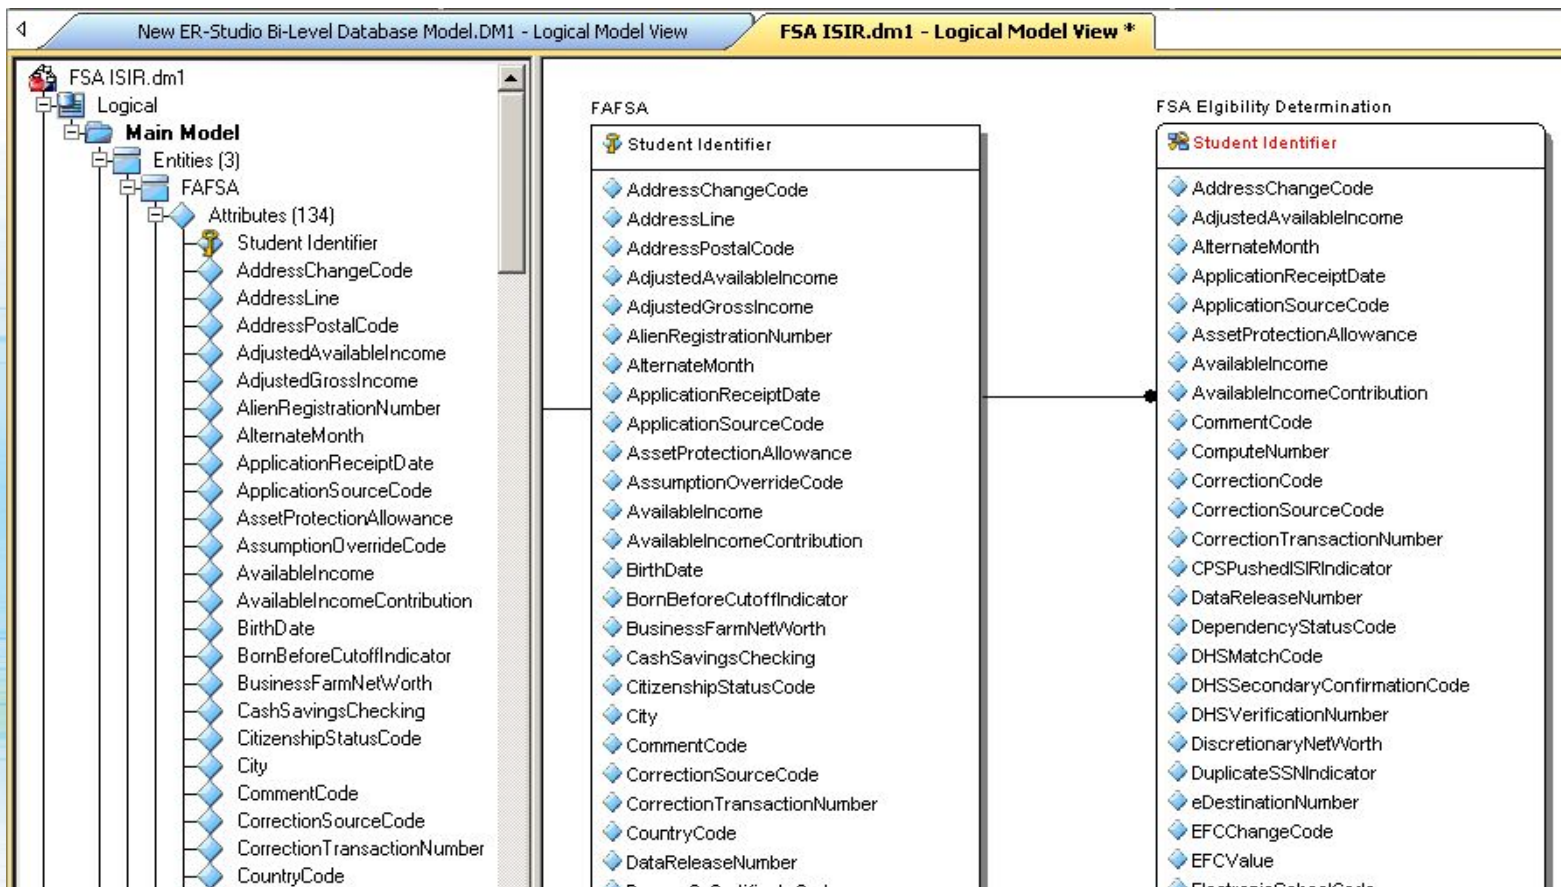 New ER-Studio Bi-Level Database Model.DM1 - Logical Model View
FSA ISIR.dm1 - Logical Model View *
FSA ISIR.dm1
Logical
Main Model
Entities (3)
FAFSA
Attributes (134)
Student Identifier
AddressChangeCode
AddressLine
AddressPostalCode
AdjustedAvailableIncome
AdjustedGrossIncome
AlienRegistrationNumber
AlternateMonth
ApplicationReceiptDate
ApplicationSourceCode
AssetProtectionAllowance
AssumptionOverrideCode
AvailableIncome
AvailableIncomeContribution
BirthDate
BornBeforeCutoffIndicator
BusinessFarmNetWorth
CashSavingsChecking
CitizenshipStatusCode
City
CommentCode
CorrectionSourceCode
CorrectionTransactionNumber
CountryCode
FAFSA
Student Identifier
AddressChangeCode
AddressLine
AddressPostalCode
AdjustedAvailableIncome
AdjustedGrossIncome
AlienRegistrationNumber
AlternateMonth
ApplicationReceiptDate
ApplicationSourceCode
AssetProtectionAllowance
AssumptionOverrideCode
AvailableIncome
AvailableIncomeContribution
BirthDate
BornBeforeCutoffIndicator
BusinessFarmNetWorth
CashSavingsChecking
CitizenshipStatusCode
City
CommentCode
CorrectionSourceCode
CorrectionTransactionNumber
CountryCode
DataReleaseNumber
FSA Elgibility Determination
Student Identifier
AddressChangeCode
AdjustedAvailableIncome
AlternateMonth
ApplicationReceiptDate
ApplicationSourceCode
AssetProtectionAllowance
AvailableIncome
AvailableIncomeContribution
CommentCode
ComputeNumber
CorrectionCode
CorrectionSourceCode
CorrectionTransactionNumber
CPSPushedISIRIndicator
DataReleaseNumber
DependencyStatusCode
DHSMatchCode
DHSSecondaryConfirmationCode
DHSVerificationNumber
DiscretionaryNetWorth
DuplicateSSNIndicator
eDestinationNumber
EFCChangeCode
EFCValue